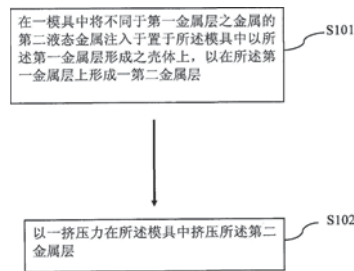 在一模具中将不同于第一金属层之金属的
第二液态金属注入于置于所述模具中以所
述第一金属层形成之壳体上，以在所述第
一金属层上形成一第二金属层
S101
以一挤压力在所述模具中挤压所述第二
金属层
S102